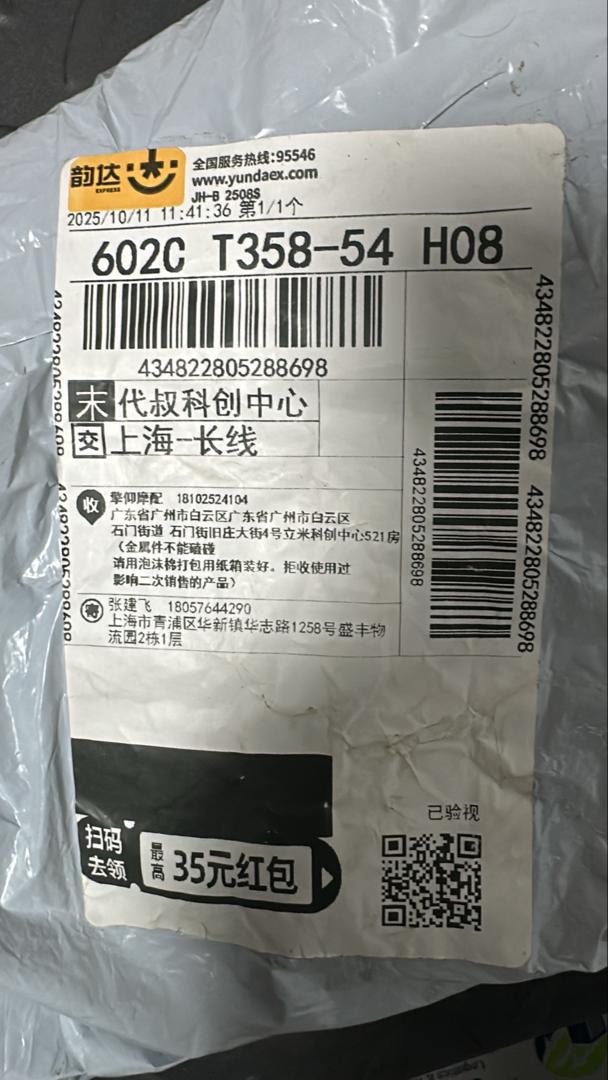 韵达
EXPRESS
全国服务热线:95546
www.yundaex.com
JH-B 2508S
2025/10/11 11:41:36 第1/1个
602C T358-54 H08
434822805288698
末 代叔科创中心
交 上海-长线
收 擎仰摩配 18102524104
广东省广州市白云区广东省广州市白云区
石门街道 石门街旧庄大街4号立米科创中心521房
（金属件不能磕碰
请用泡沫棉打包用纸箱装好。拒收使用过
影响二次销售的产品）
寄 张建飞 18057644290
上海市青浦区华新镇华志路1258号盛丰物
流园2栋1层
434822805288698
434822805288698 434822805288698
434822805288698 434822805288698
已验视
扫码
去领
最高
35元红包